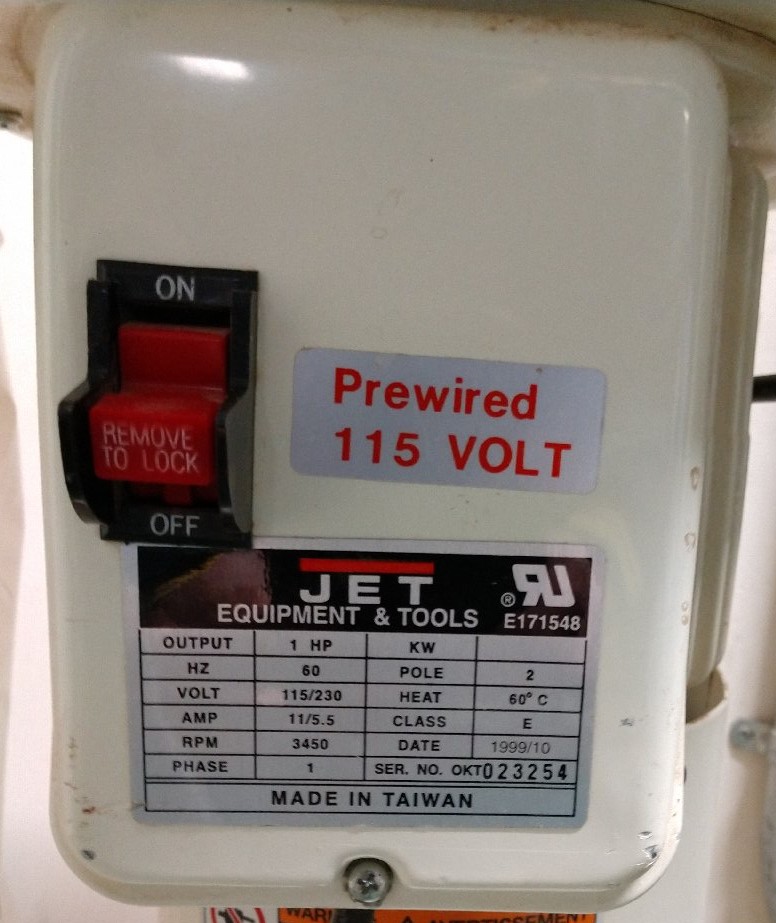 ON
REMOVE
TO LOCK
OFF
Prewired
115 VOLT
JET
EQUIPMENT & TOOLS
® E171548
OUTPUT 1 HP KW
HZ 60 POLE 2
VOLT 115/230 HEAT 60° C
AMP 11/5.5 CLASS E
RPM 3450 DATE 1999/10
PHASE 1 SER. NO. OKT023254
MADE IN TAIWAN
AVERTISSEMENT